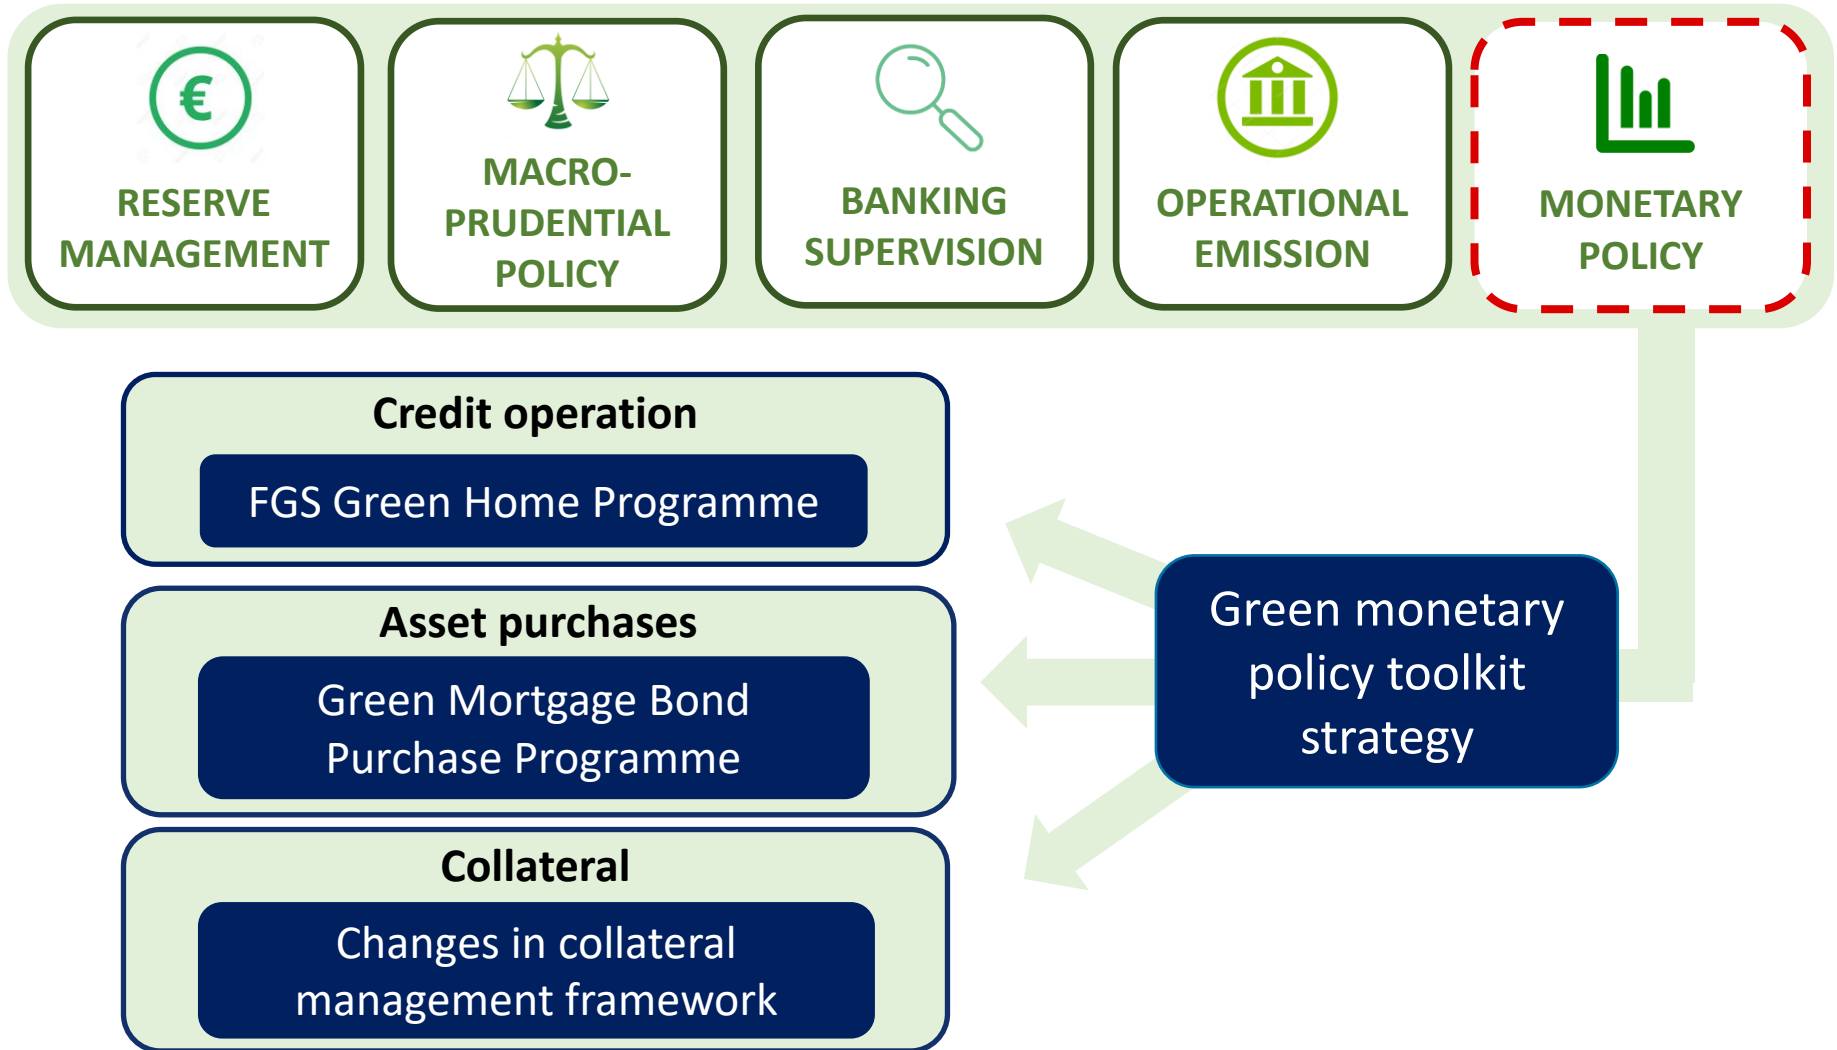 €
RESERVE
MANAGEMENT
MACRO-
PRUDENTIAL
POLICY
BANKING
SUPERVISION
OPERATIONAL
EMISSION
MONETARY
POLICY
Credit operation
FGS Green Home Programme
Asset purchases
Green Mortgage Bond
Purchase Programme
Collateral
Changes in collateral
management framework
Green monetary
policy toolkit
strategy